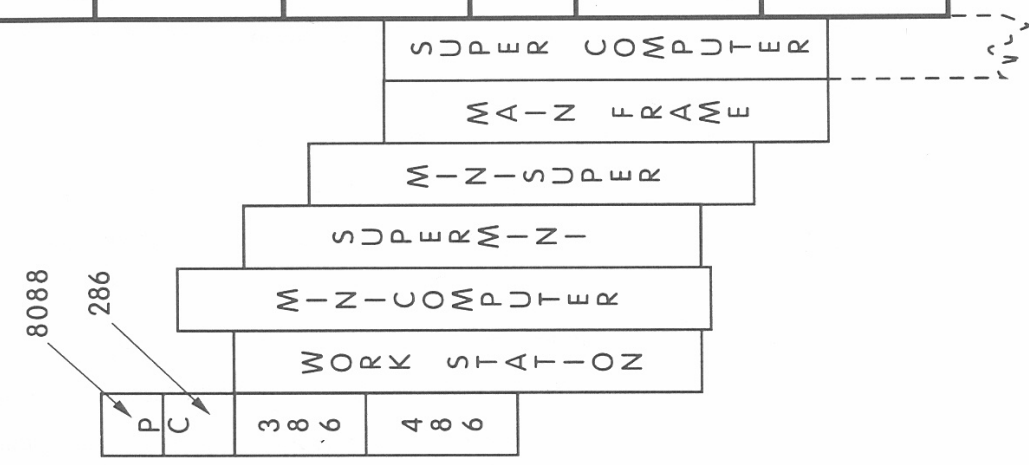 8088
286
PC
386
486
WORK STATION
MINICOMPUTER
SUPERMINI
MINISUPER
MAIN FRAME
SUPER COMPUTER